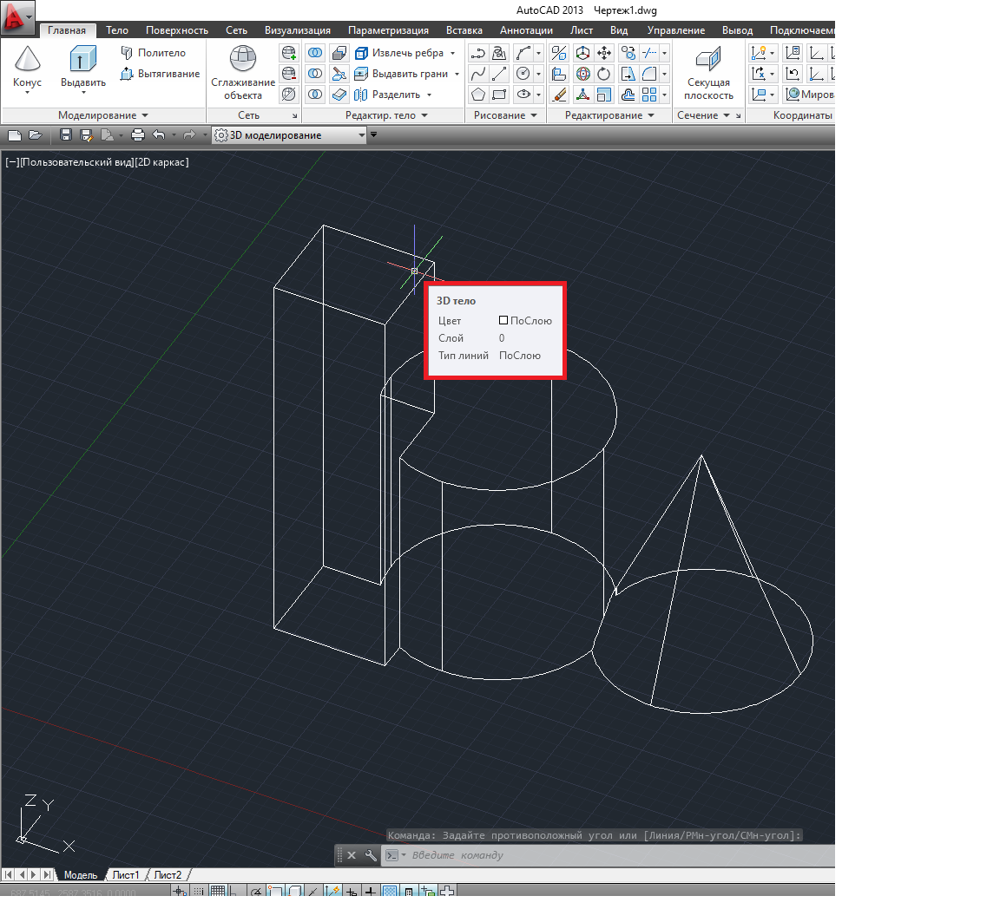 AutoCAD 2013 Чертеж1.dwg
Главная Тело Поверхность Сеть Визуализация Параметризация Вставка Аннотации Лист Вид Управление Вывод
Политело
Извлечь ребра
Конус Выдавить Вытягивание
Сглаживание объекта
Выдавить грани
Секущая плоскость
Разделить
Моделирование Сеть Редактир. тело Рисование Редактирование Сечение Координаты
3D моделирование
[−][Пользовательский вид][2D каркас]
3D тело
Цвет ПоСлою
Слой 0
Тип линий ПоСлою
Z Y
X
Команда: Задайте противоположный угол или [Линия/РМн-угол/СМн-угол]:
Введите команду
Модель Лист1 Лист2